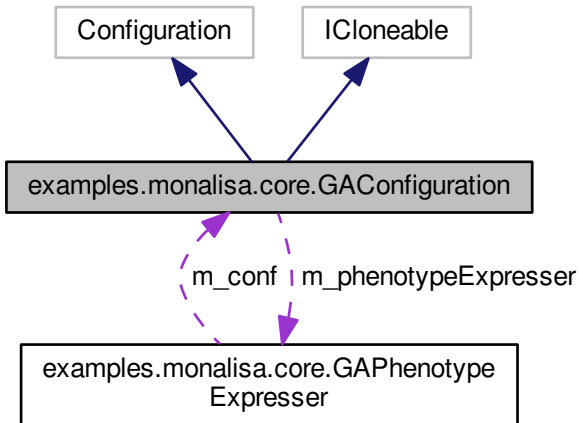 Configuration
ICloneable
examples.monalisa.core.GAConfiguration
m_conf
m_phenotypeExpresser
examples.monalisa.core.GAPhenotype
Expresser